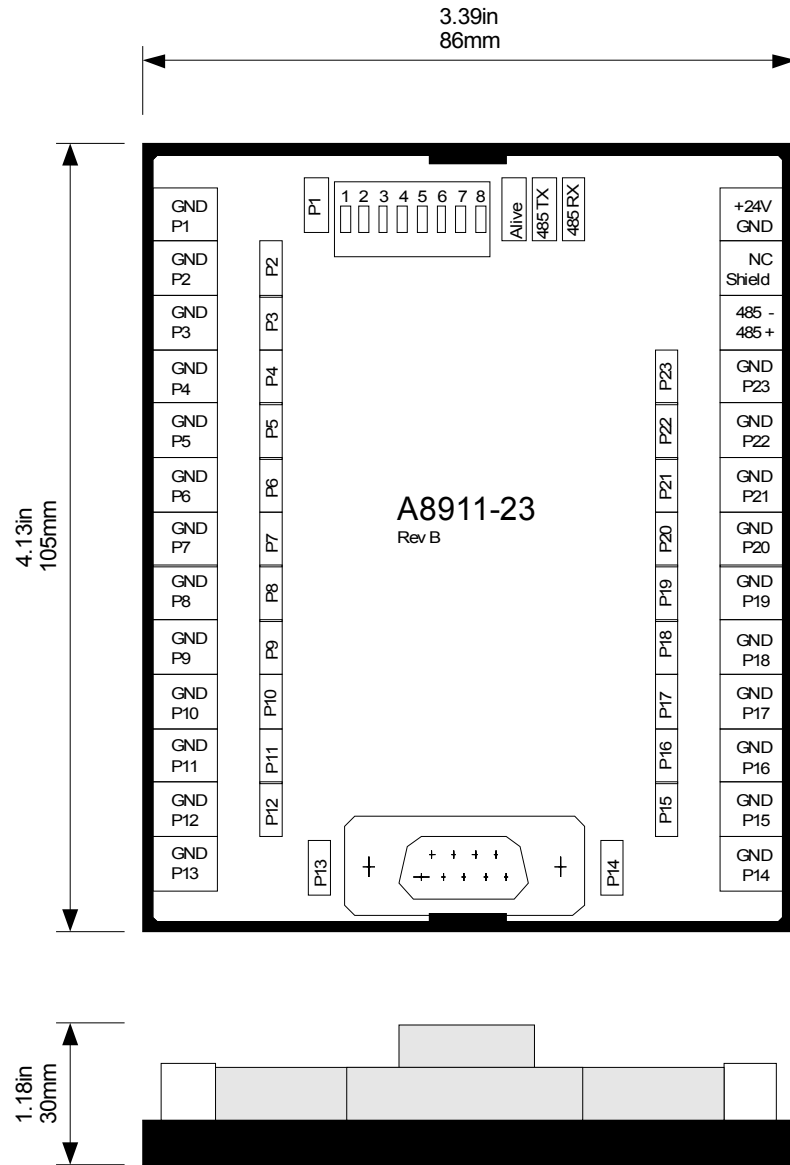 3.39in
86mm
4.13in
105mm
P1
1 2 3 4 5 6 7 8
Alive
485 TX
485 RX
GND
P1
GND
P2
GND
P3
GND
P4
GND
P5
GND
P6
GND
P7
GND
P8
GND
P9
GND
P10
GND
P11
GND
P12
GND
P13
P2
P3
P4
P5
P6
P7
P8
P9
P10
P11
P12
P13
A8911-23
Rev B
P23
P22
P21
P20
P19
P18
P17
P16
P15
P14
+24V
GND
NC
Shield
485 -
485 +
GND
P23
GND
P22
GND
P21
GND
P20
GND
P19
GND
P18
GND
P17
GND
P16
GND
P15
GND
P14
1.18in
30mm